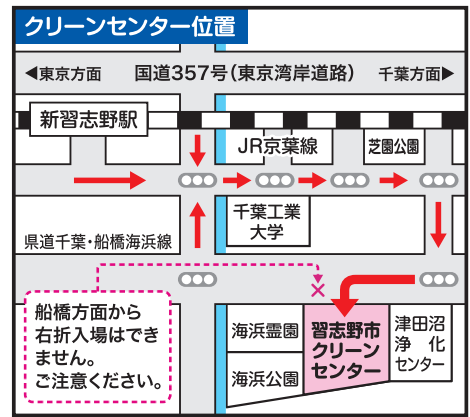 クリーンセンター位置
◀東京方面 国道357号(東京湾岸道路) 千葉方面▶
新習志野駅
JR京葉線
芝園公園
千葉工業
大学
県道千葉・船橋海浜線
船橋方面から
右折入場はでき
ません。
ご注意ください。
海浜霊園
海浜公園
習志野市
クリーン
センター
津田沼
浄化
センター